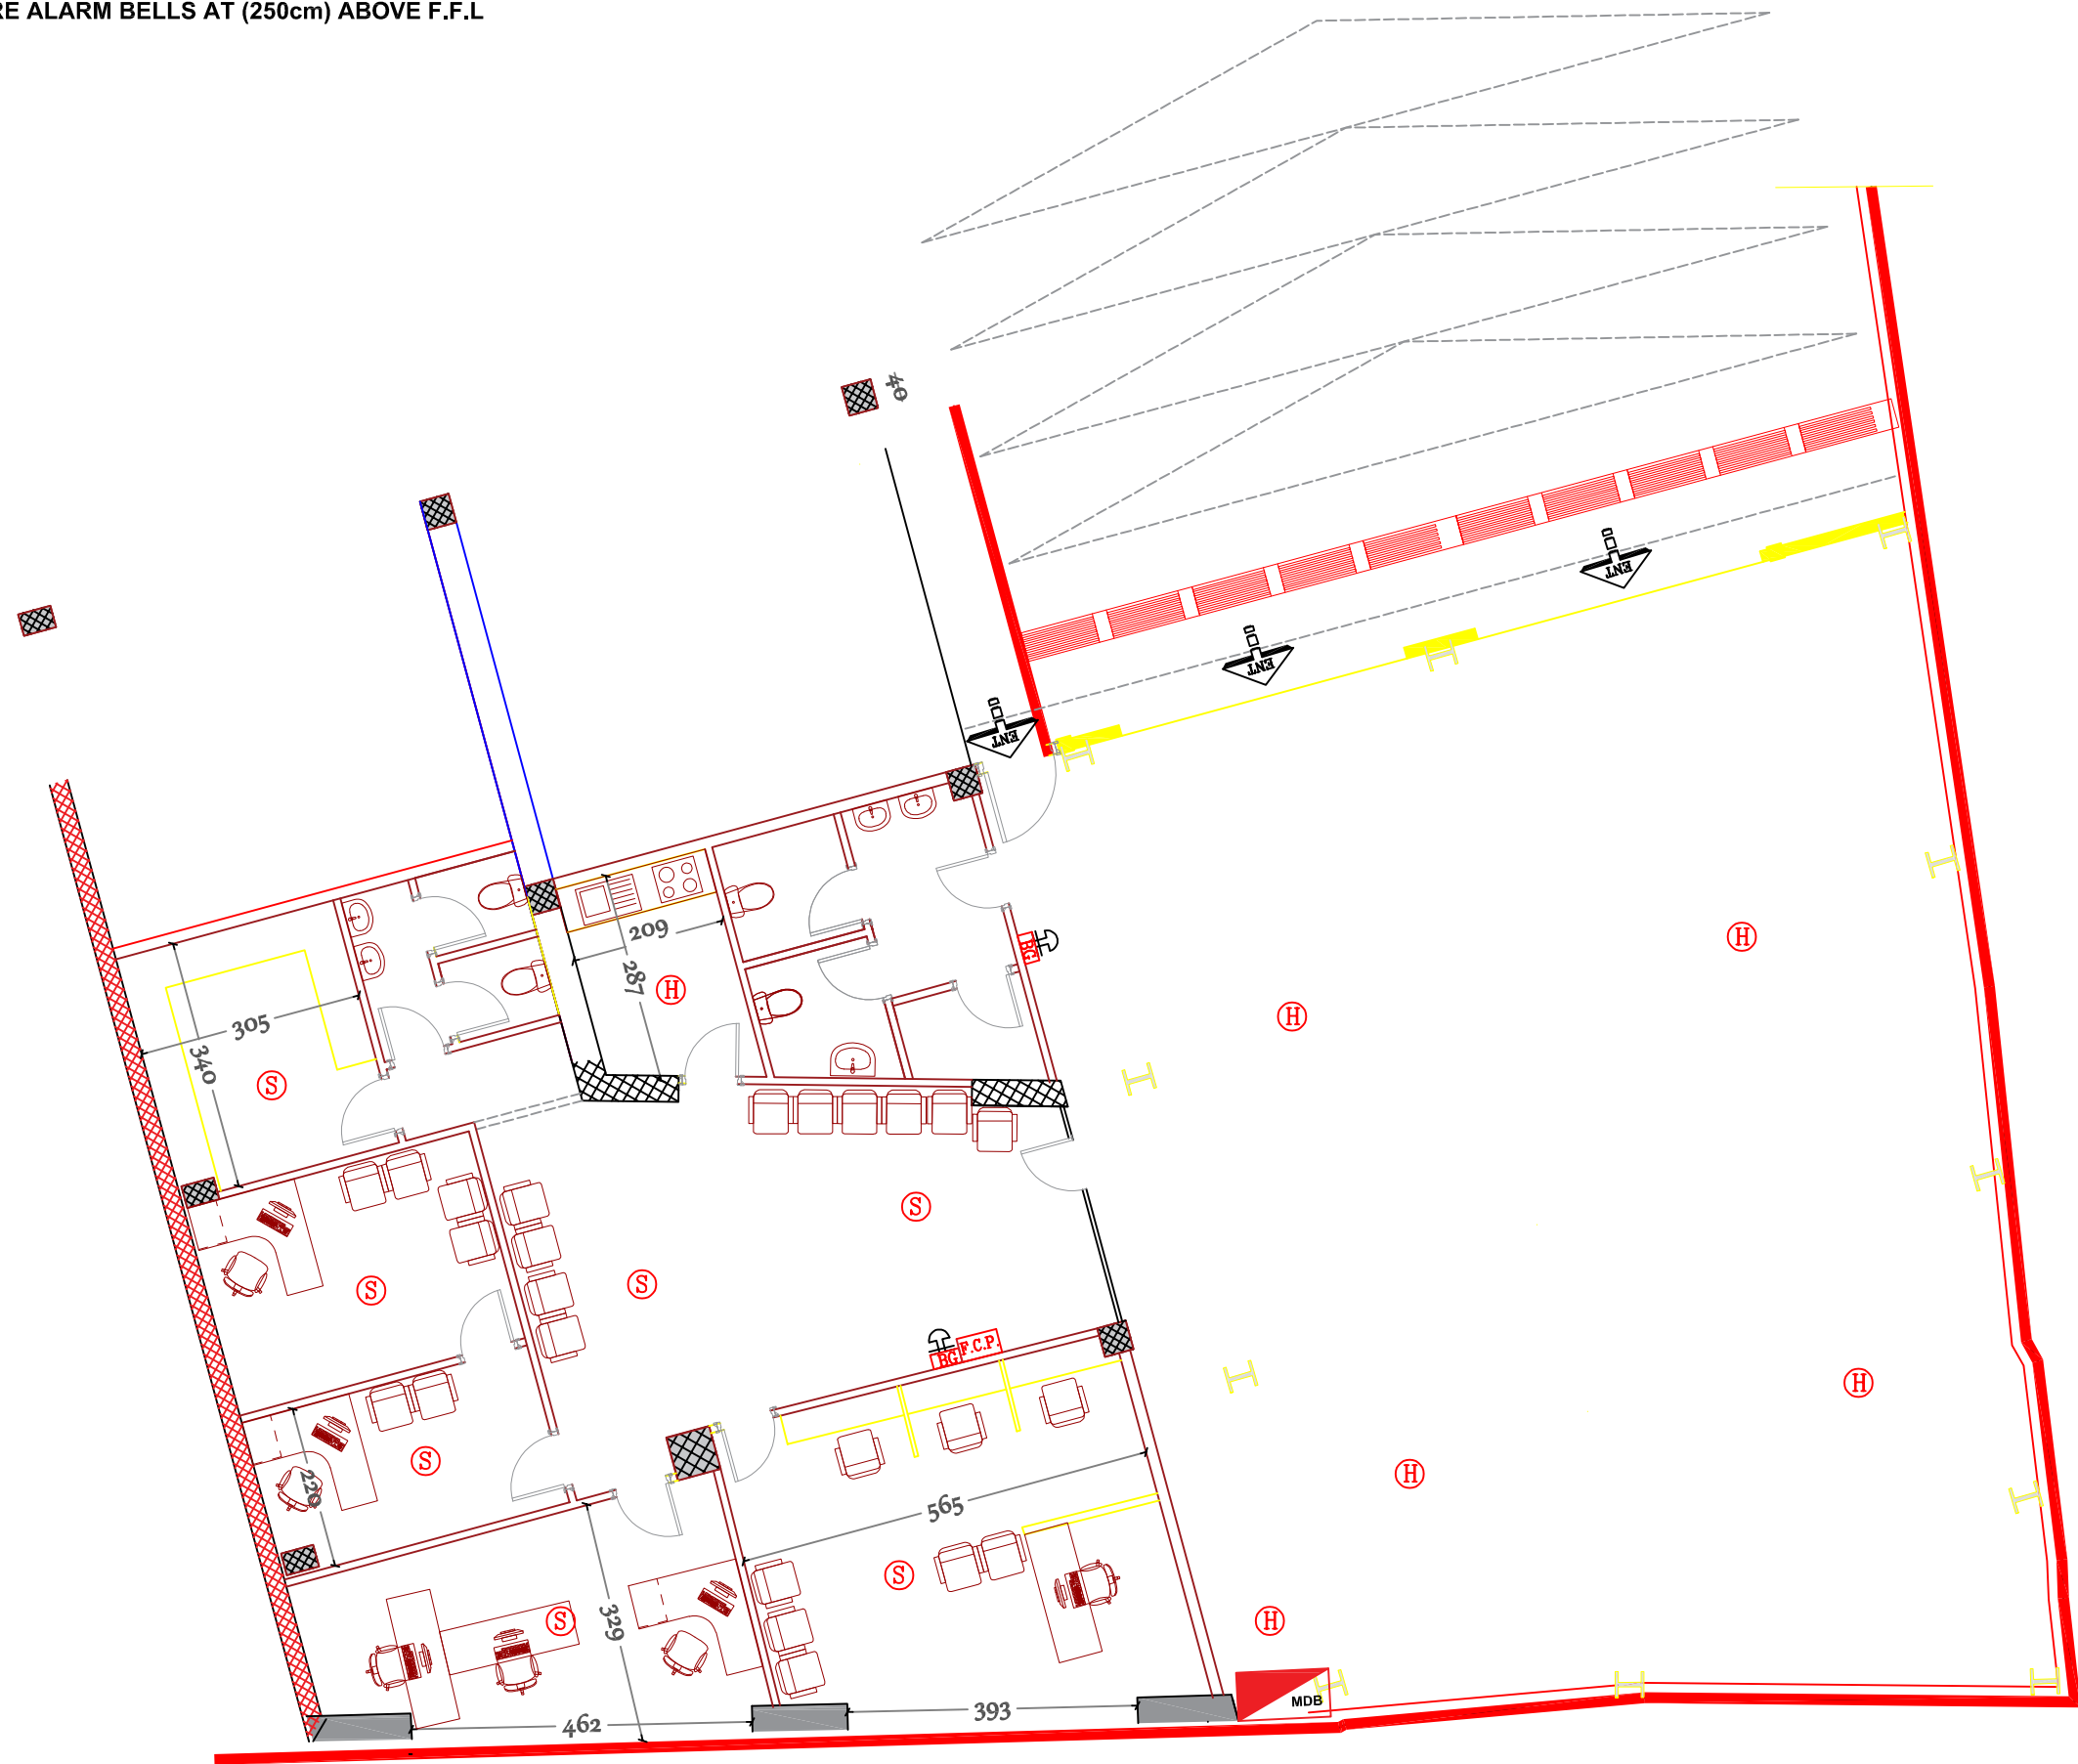 RE ALARM BELLS AT (250cm) ABOVE F.F.L
40
ENT
ENT
ENT
209
287
H
BG
H
H
305
340
S
S
S
S
BG
F.C.P.
H
S
220
H
565
S
S
329
H
MDB
462
393